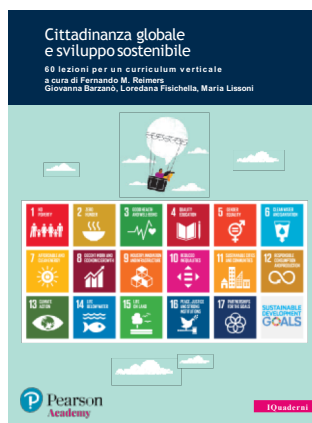 Cittadinanza globale
e sviluppo sostenibile
60 lezioni per un curriculum verticale
a cura di Fernando M. Reimers
Giovanna Barzanò, Loredana Fisichella, Maria Lissoni
1 NO POVERTY
2 ZERO HUNGER
3 GOOD HEALTH AND WELL-BEING
4 QUALITY EDUCATION
5 GENDER EQUALITY
6 CLEAN WATER AND SANITATION
7 AFFORDABLE AND CLEAN ENERGY
8 DECENT WORK AND ECONOMIC GROWTH
9 INDUSTRY, INNOVATION AND INFRASTRUCTURE
10 REDUCED INEQUALITIES
11 SUSTAINABLE CITIES AND COMMUNITIES
12 RESPONSIBLE CONSUMPTION AND PRODUCTION
13 CLIMATE ACTION
14 LIFE BELOW WATER
15 LIFE ON LAND
16 PEACE, JUSTICE AND STRONG INSTITUTIONS
17 PARTNERSHIPS FOR THE GOALS
SUSTAINABLE
DEVELOPMENT
GOALS
P Pearson
Academy
IQuaderni